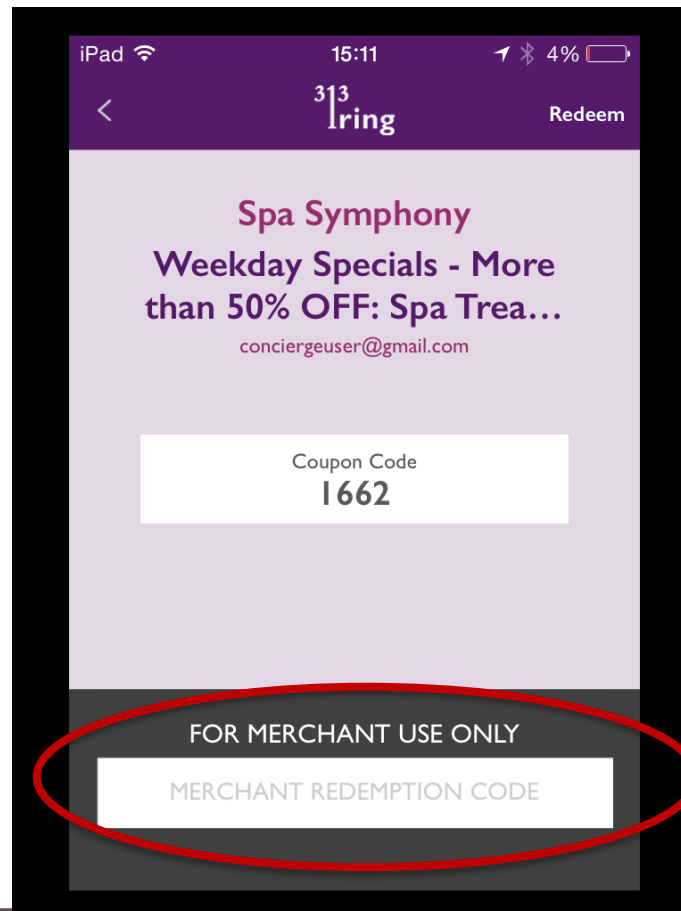 iPad 15:11 4%
313
ring Redeem
Spa Symphony
Weekday Specials - More
than 50% OFF: Spa Trea…
conciergeuser@gmail.com
Coupon Code
1662
FOR MERCHANT USE ONLY
MERCHANT REDEMPTION CODE